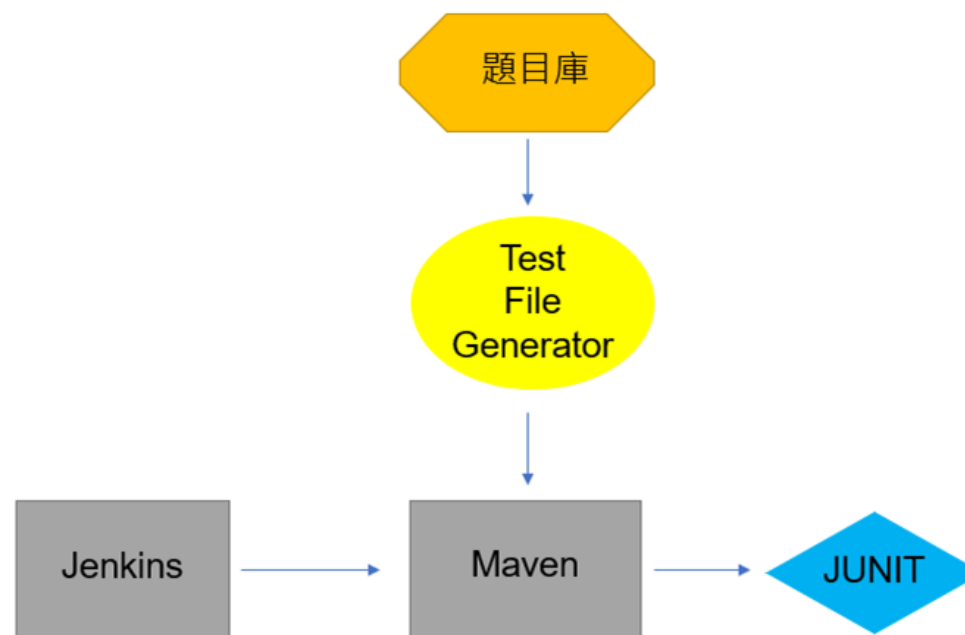 題目庫
Test
File
Generator
Jenkins
Maven
JUNIT